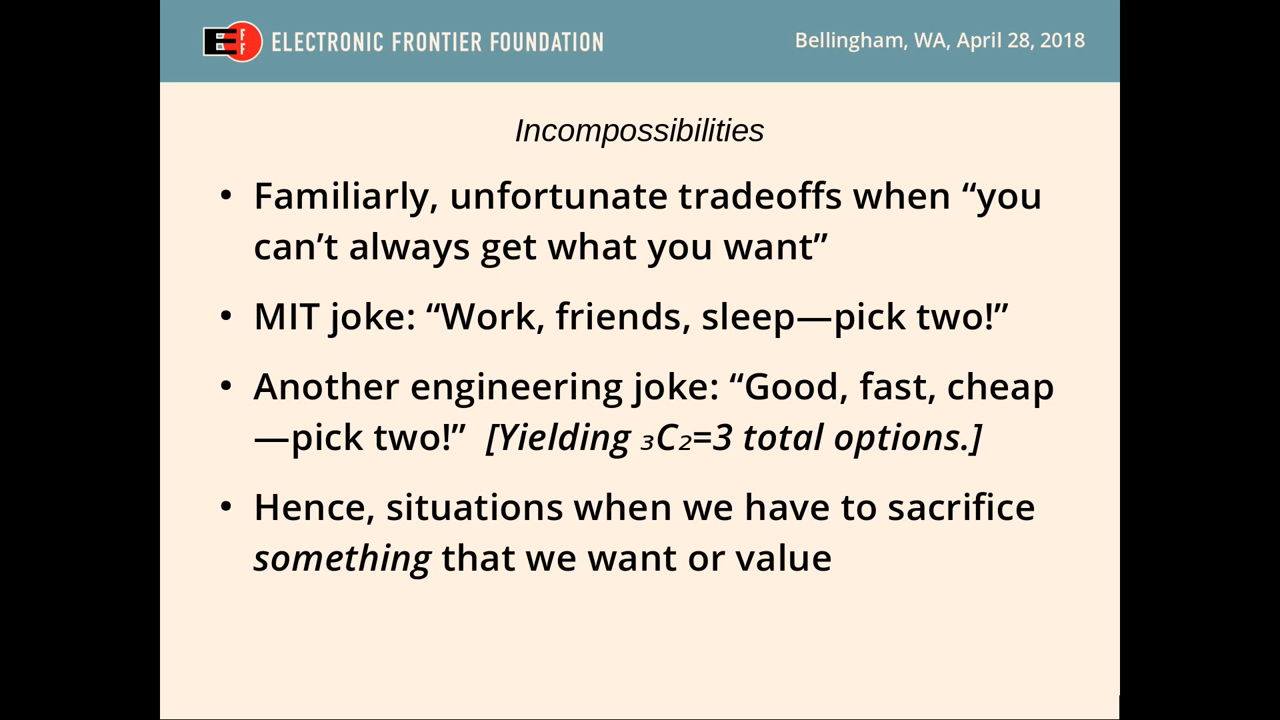 EFF ELECTRONIC FRONTIER FOUNDATION
Bellingham, WA, April 28, 2018
Incompossibilities
• Familiarly, unfortunate tradeoffs when “you
can’t always get what you want”
• MIT joke: “Work, friends, sleep—pick two!”
• Another engineering joke: “Good, fast, cheap
—pick two!” [Yielding ₃C₂=3 total options.]
• Hence, situations when we have to sacrifice
something that we want or value